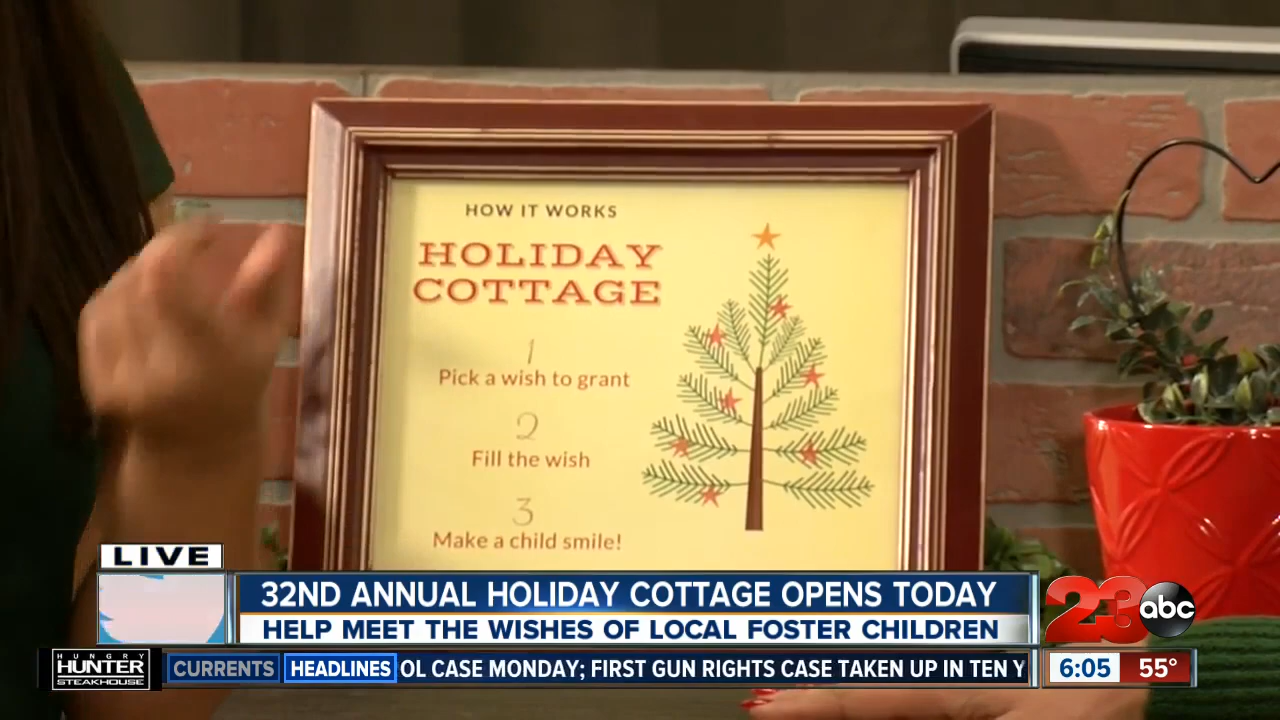 HOW IT WORKS
HOLIDAY
COTTAGE
1
Pick a wish to grant
2
Fill the wish
3
Make a child smile!
LIVE
32ND ANNUAL HOLIDAY COTTAGE OPENS TODAY
HELP MEET THE WISHES OF LOCAL FOSTER CHILDREN
23 abc
HUNGRY
HUNTER
STEAKHOUSE
CURRENTS HEADLINES OL CASE MONDAY; FIRST GUN RIGHTS CASE TAKEN UP IN TEN Y
6:05 55°